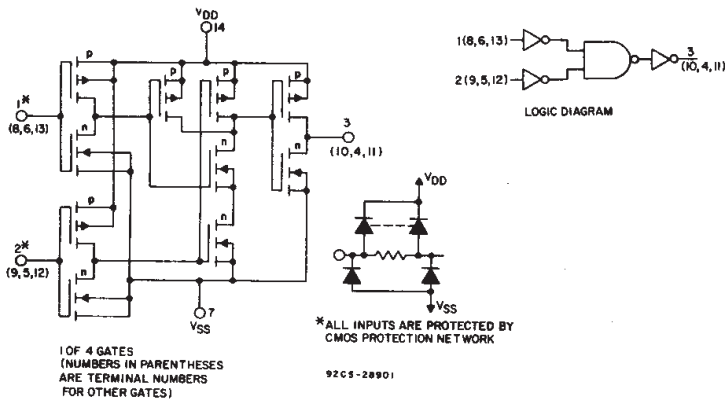 VDD
14
p
p
p
p
1*
(8,6,13)
n
3
(10,4,11)
n
n
p
2*
(9,5,12)
n
n
7
VSS
1 OF 4 GATES
(NUMBERS IN PARENTHESES
ARE TERMINAL NUMBERS
FOR OTHER GATES)
1(8,6,13)
3
(10,4,11)
2(9,5,12)
LOGIC DIAGRAM
VDD
VSS
*ALL INPUTS ARE PROTECTED BY
CMOS PROTECTION NETWORK
92CS-28901